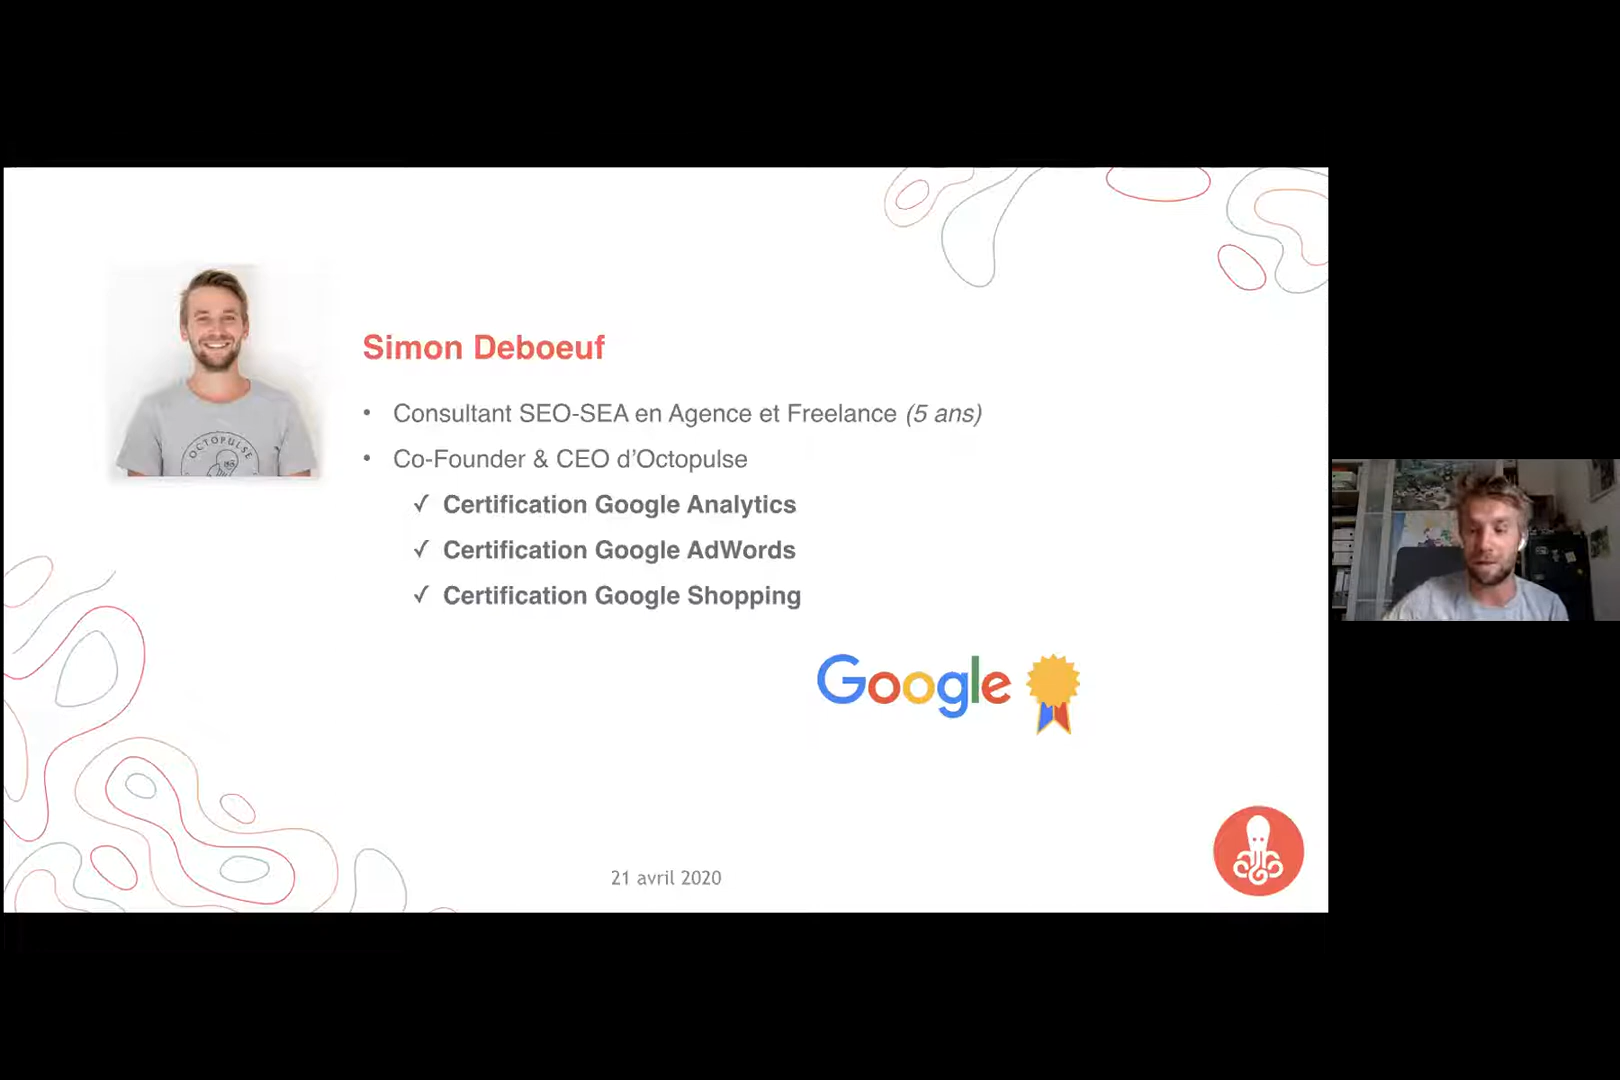 OCTOPULSE
Simon Deboeuf
• Consultant SEO-SEA en Agence et Freelance (5 ans)
• Co-Founder & CEO d’Octopulse
✓ Certification Google Analytics
✓ Certification Google AdWords
✓ Certification Google Shopping
Google
21 avril 2020